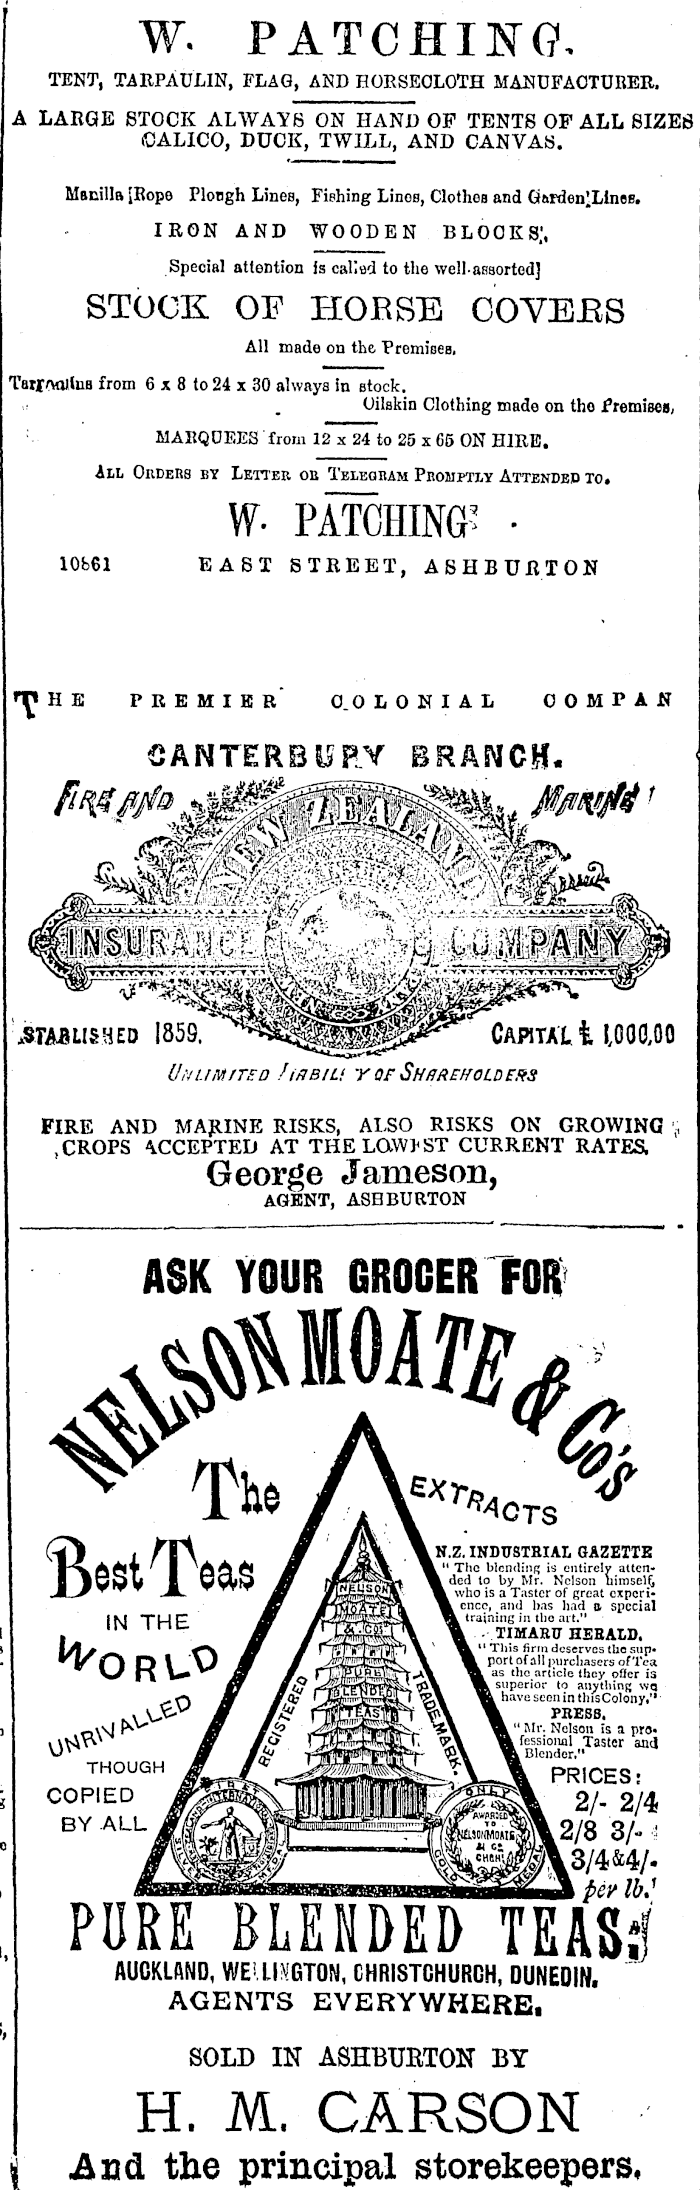 W. PATCHING.
TENT, TARPAULIN, FLAG, AND HORSECLOTH MANUFACTURER.
A LARGE STOCK ALWAYS ON HAND OF TENTS OF ALL SIZES
CALICO, DUCK, TWILL, AND CANVAS.
Manilla Rope Plough Lines, Fishing Lines, Clothes and Garden Lines.
IRON AND WOODEN BLOCKS,
Special attention is called to the well-assorted
STOCK OF HORSE COVERS
All made on the Premises.
Tarpaulins from 6 x 8 to 24 x 30 always in stock.
Oilskin Clothing made on the Premises,
MARQUEES from 12 x 24 to 25 x 65 ON HIRE.
ALL ORDERS BY LETTER OR TELEGRAM PROMPTLY ATTENDED TO.
W. PATCHING
10861 EAST STREET, ASHBURTON
THE PREMIER COLONIAL COMPAN
CANTERBURY BRANCH.
FIRE AND MARINE
NEW ZEALAND
INSURANCE COMPANY
STABLISHED 1859. CAPITAL £ 1,000,00
UNLIMITED LIABILITY OF SHAREHOLDERS
FIRE AND MARINE RISKS, ALSO RISKS ON GROWING
CROPS ACCEPTED AT THE LOWEST CURRENT RATES,
George Jameson,
AGENT, ASHBURTON
ASK YOUR GROCER FOR
NELSON MOATE & Co's
The
Best Teas
IN THE
WORLD
UNRIVALLED
THOUGH
COPIED
BY ALL
REGISTERED
TRADE MARK.
NELSON
MOATE
& Co's
PURE
BLENDED
TEAS
ONLY
AWARDED
TO
NELSON MOATE
& Co
CHCH
GOLD MEDAL
EXTRACTS
N.Z. INDUSTRIAL GAZETTE
"The blending is entirely atten-
ded to by Mr. Nelson himself,
who is a Taster of great experi-
ence, and has had a special
training in the art."
TIMARU HERALD.
"This firm deserves the sup-
port of all purchasers of Tea
as the article they offer is
superior to anything we
have seen in this Colony."
PRESS.
"Mr. Nelson is a pro-
fessional Taster and
Blender."
PRICES:
2/- 2/4
2/8 3/-
3/4 & 4/-
per lb.
PURE BLENDED TEAS.
AUCKLAND, WELLINGTON, CHRISTCHURCH, DUNEDIN.
AGENTS EVERYWHERE.
SOLD IN ASHBURTON BY
H. M. CARSON
And the principal storekeepers.